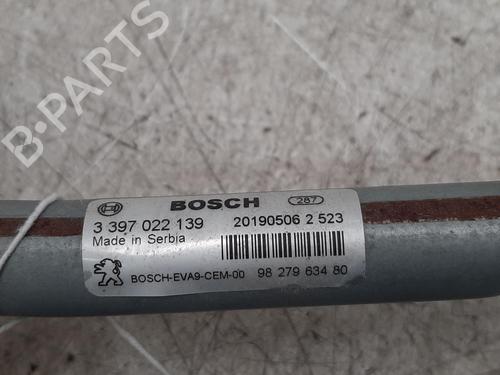 B-PARTS
BOSCH 287
3 397 022 139 20190506 2 523
Made in Serbia
BOSCH-EVA9-CEM-00 98 279 634 80